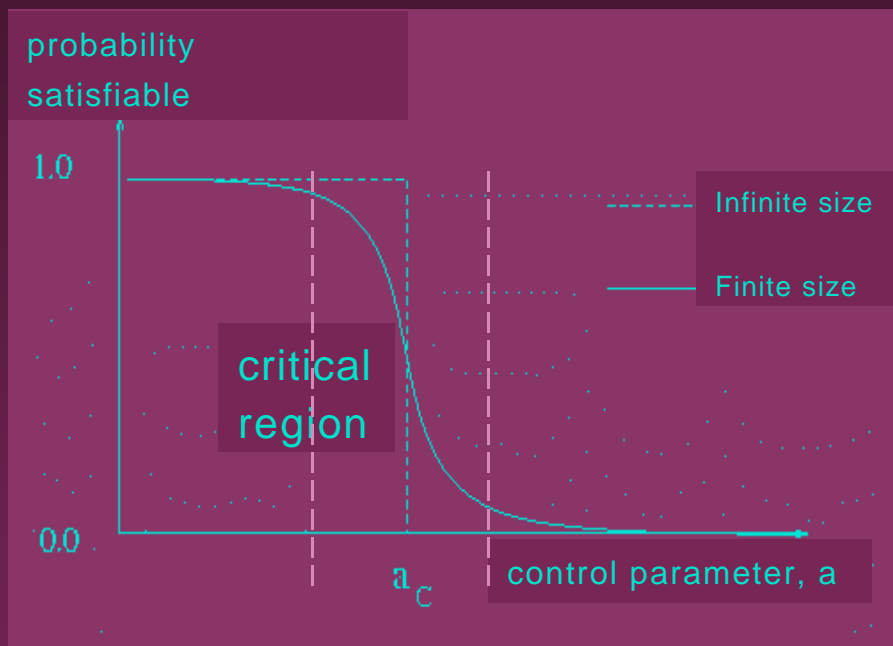 probability
satisfiable
1.0
Infinite size
Finite size
critical
region
0.0
a C
control parameter, a